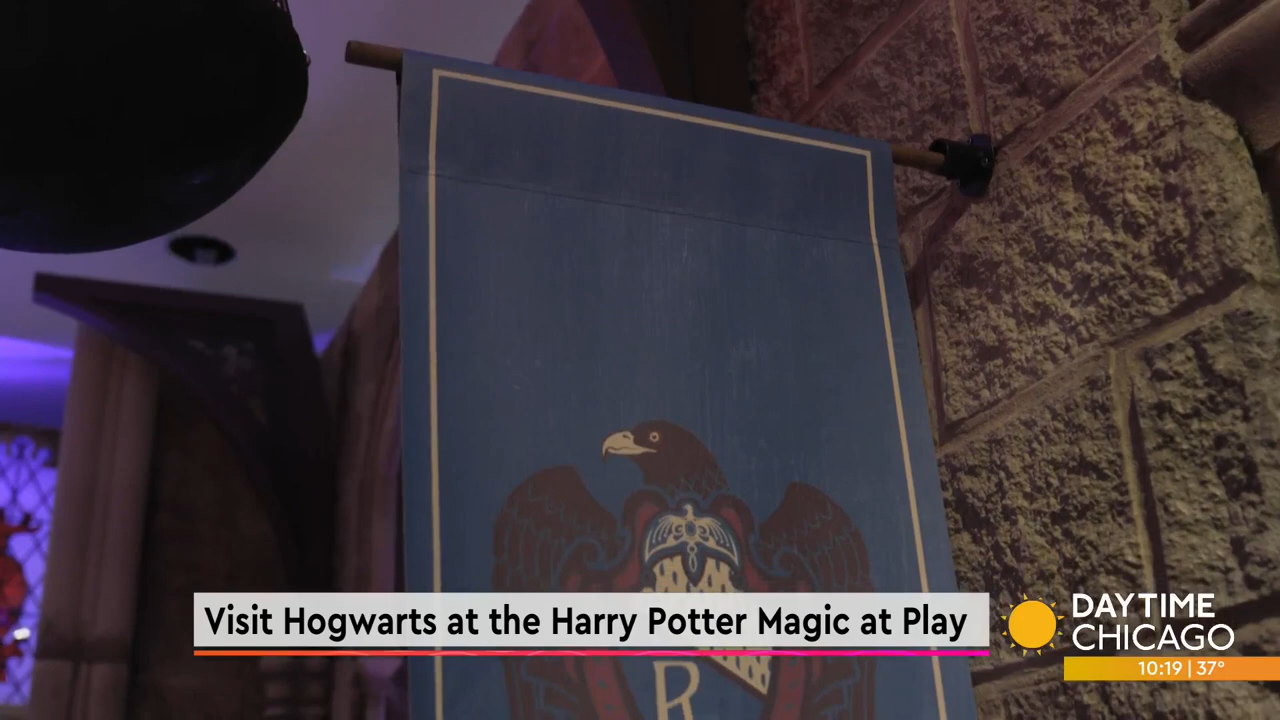 Visit Hogwarts at the Harry Potter Magic at Play
DAYTIME
CHICAGO
10:19 | 37°
R